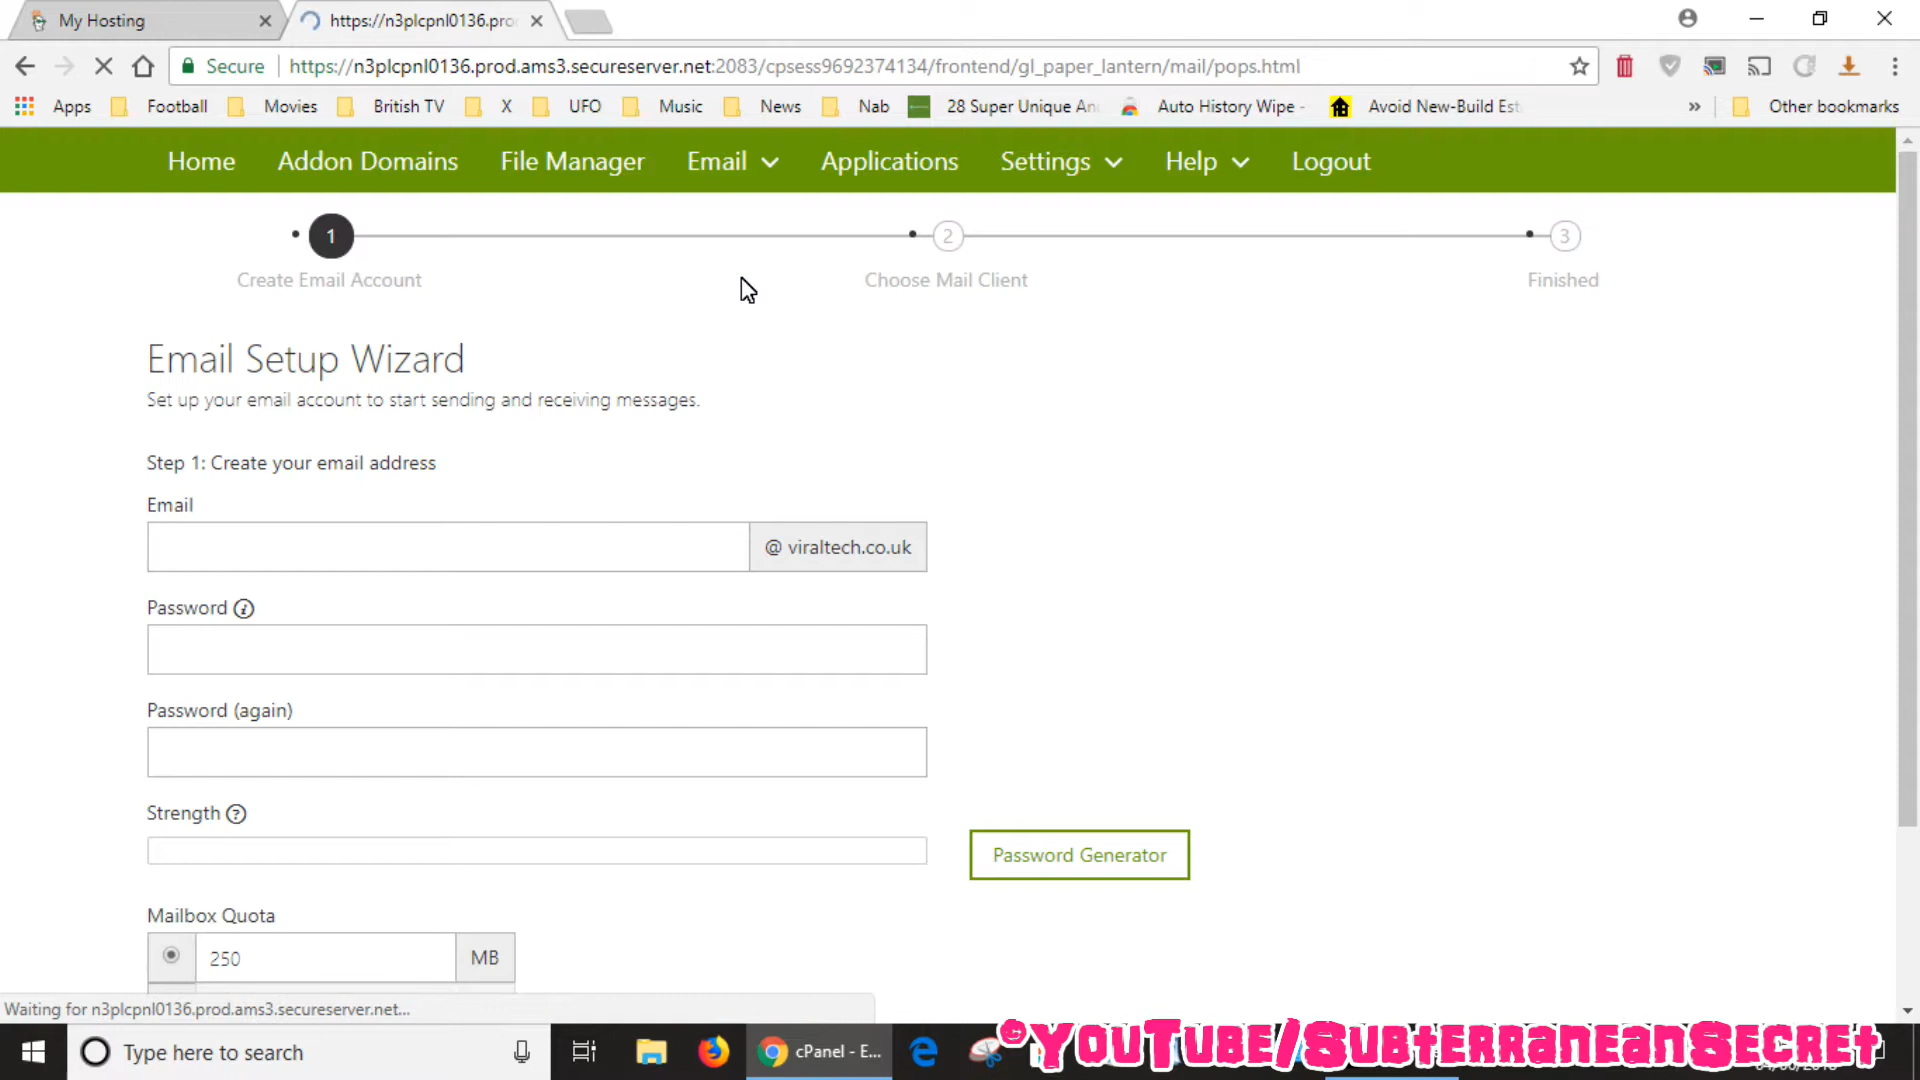 My Hosting
https://n3plcpnl0136.pro
Secure
https://n3plcpnl0136.prod.ams3.secureserver.net:2083/cpsess9692374134/frontend/gl_paper_lantern/mail/pops.html
Apps Football Movies British TV X UFO Music News Nab 28 Super Unique An Auto History Wipe - Avoid New-Build Est » Other bookmarks
Home Addon Domains File Manager Email Applications Settings Help Logout
1 2 3
Create Email Account Choose Mail Client Finished
Email Setup Wizard
Set up your email account to start sending and receiving messages.
Step 1: Create your email address
Email
@ viraltech.co.uk
Password
Password (again)
Strength
Password Generator
Mailbox Quota
250 MB
Waiting for n3plcpnl0136.prod.ams3.secureserver.net...
Type here to search
cPanel - E...
©YouTube/SubterraneanSecret